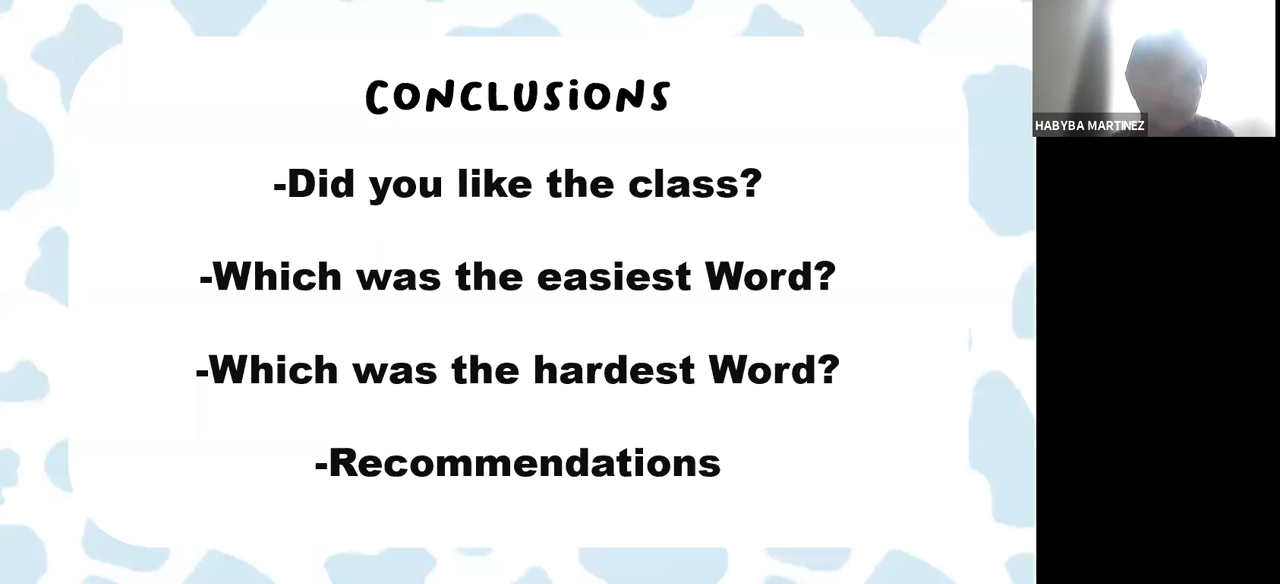 CONCLUSiONS
-Did you like the class?
-Which was the easiest Word?
-Which was the hardest Word?
-Recommendations
HABYBA MARTINEZ